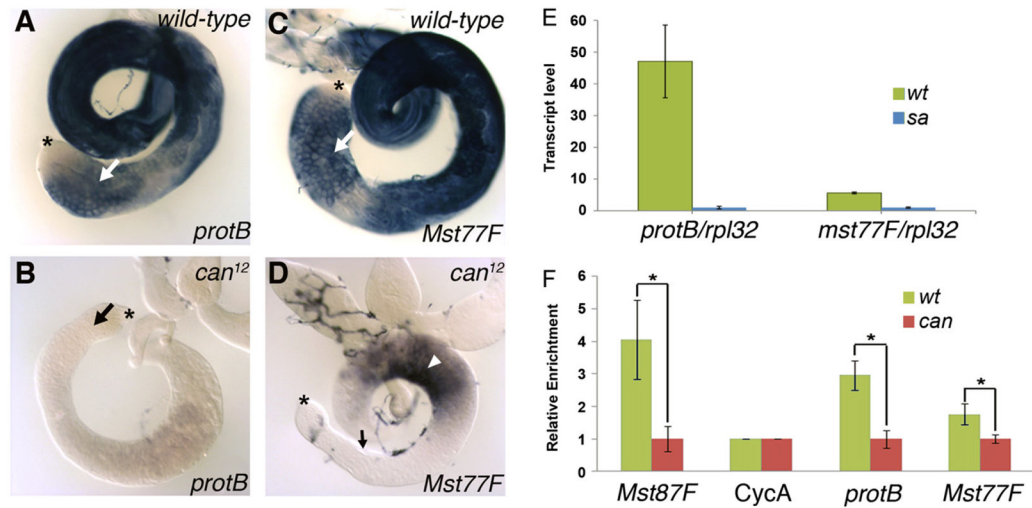 A wild-type
* 
protB
C wild-type
*
Mst77F
B can¹²
*
protB
D can¹²
*
Mst77F
E
Transcript level
60
50
40
30
20
10
0
wt
sa
protB/rpl32
mst77F/rpl32
F
Relative Enrichtment
6
5
4
3
2
1
0
wt
can
*
*
*
Mst87F
CycA
protB
Mst77F